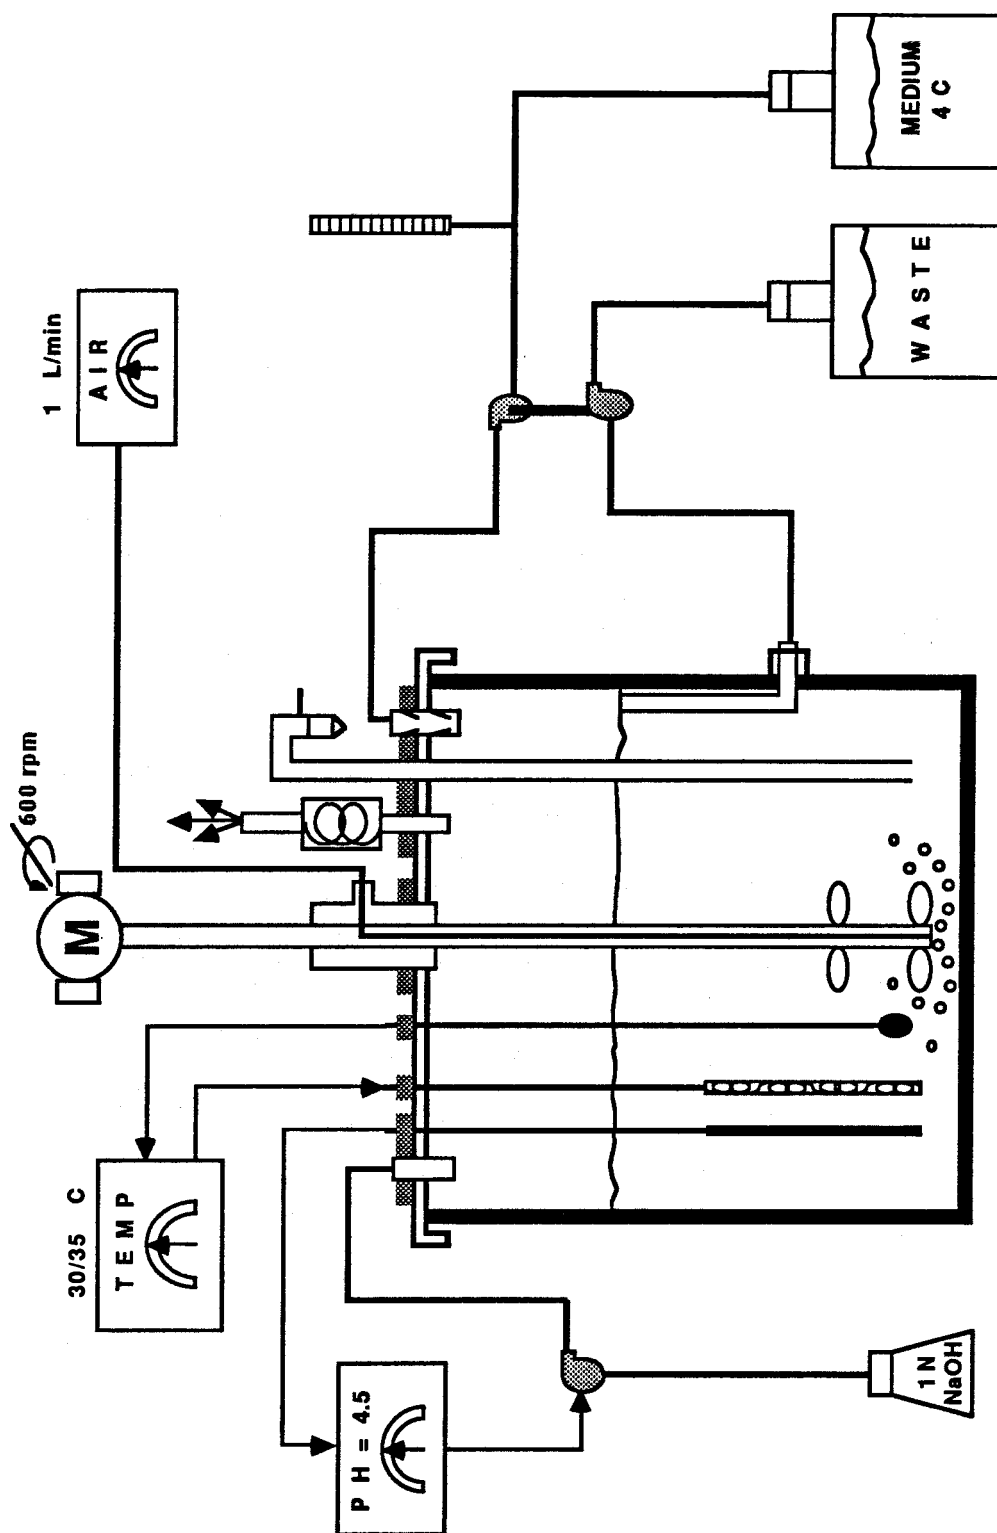 600 rpm
M
1 L/min
AIR
30/35 C
TEMP
PH = 4.5
1 N
NaOH
WASTE
MEDIUM
4 C